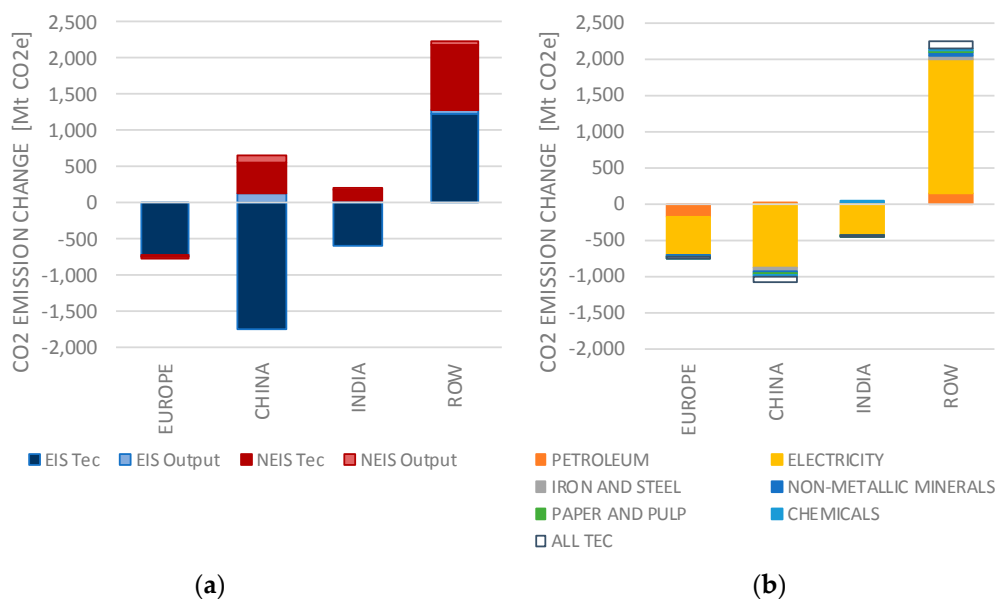 CO2 EMISSION CHANGE [Mt CO2e]
2,500
2,000
1,500
1,000
500
0
-500
-1,000
-1,500
-2,000
EUROPE
CHINA
INDIA
ROW
EIS Tec EIS Output NEIS Tec NEIS Output
(a)
CO2 EMISSION CHANGE [Mt CO2e]
2,500
2,000
1,500
1,000
500
0
-500
-1,000
-1,500
-2,000
EUROPE
CHINA
INDIA
ROW
PETROLEUM ELECTRICITY
IRON AND STEEL NON-METALLIC MINERALS
PAPER AND PULP CHEMICALS
ALL TEC
(b)